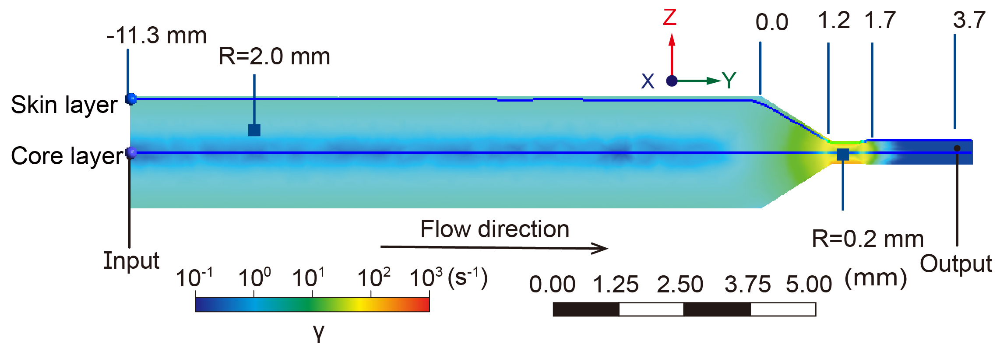 -11.3 mm
R=2.0 mm
Z
X
Y
0.0
1.2
1.7
3.7
Skin layer
Core layer
Flow direction
R=0.2 mm
Input
Output
10⁻¹ 10⁰ 10¹ 10² 10³ (s⁻¹)
γ
0.00 1.25 2.50 3.75 5.00 (mm)